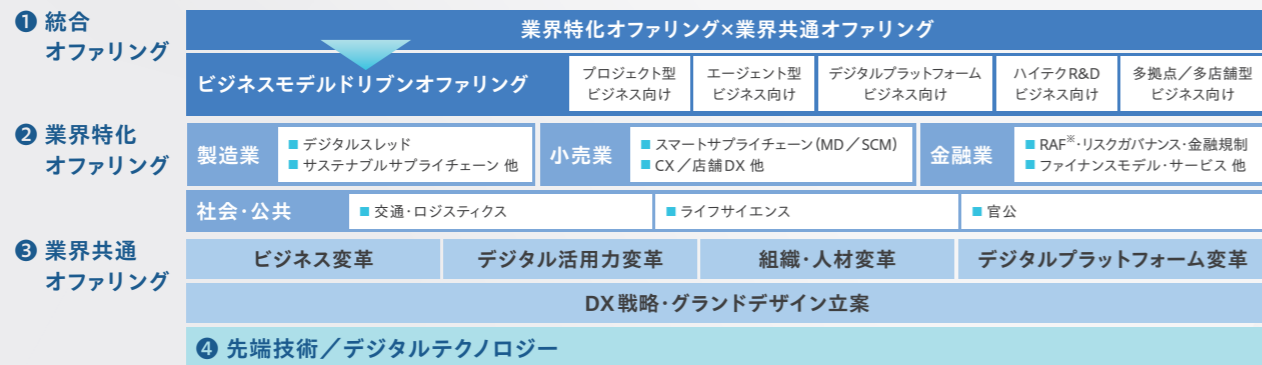 ❶ 統合
オファリング
業界特化オファリング×業界共通オファリング
ビジネスモデルドリブンオファリング
プロジェクト型
ビジネス向け
エージェント型
ビジネス向け
デジタルプラットフォーム
ビジネス向け
ハイテクR&D
ビジネス向け
多拠点／多店舗型
ビジネス向け
❷ 業界特化
オファリング
製造業
■ デジタルスレッド
■ サステナブルサプライチェーン 他
小売業
■ スマートサプライチェーン(MD／SCM)
■ CX／店舗DX 他
金融業
■ RAF※・リスクガバナンス・金融規制
■ ファイナンスモデル・サービス 他
社会・公共
■ 交通・ロジスティクス
■ ライフサイエンス
■ 官公
❸ 業界共通
オファリング
ビジネス変革
デジタル活用力変革
組織・人材変革
デジタルプラットフォーム変革
DX戦略・グランドデザイン立案
❹ 先端技術／デジタルテクノロジー